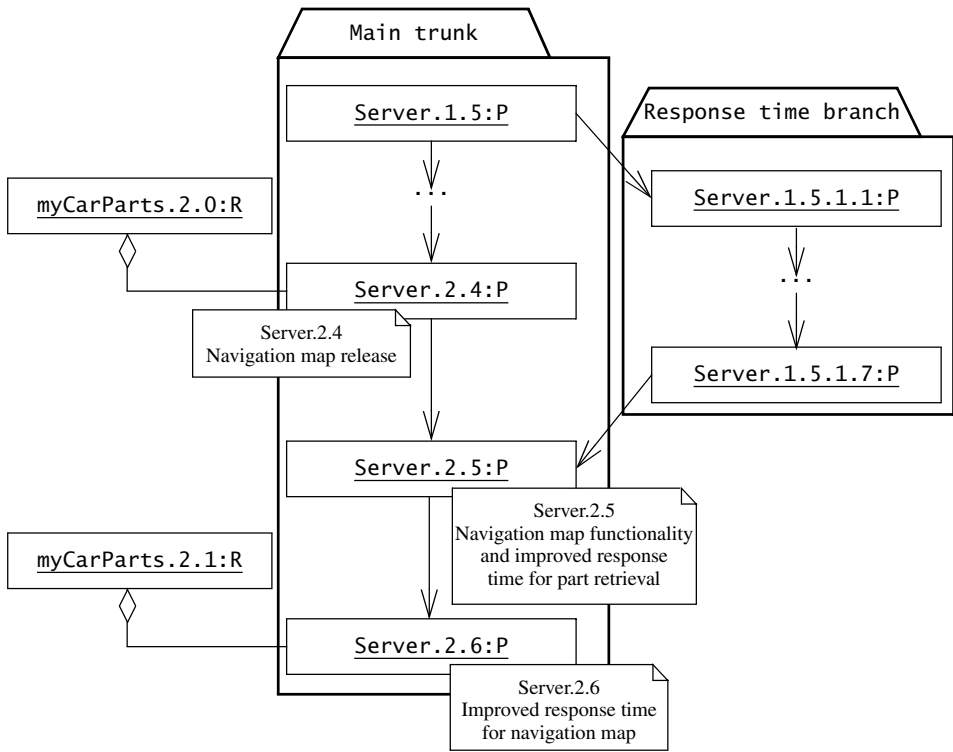 Main trunk
Server.1.5:P
Response time branch
...
myCarParts.2.0:R
Server.1.5.1.1:P
Server.2.4:P
...
Server.2.4
Navigation map release
Server.1.5.1.7:P
Server.2.5:P
Server.2.5
Navigation map functionality
and improved response
time for part retrieval
myCarParts.2.1:R
Server.2.6:P
Server.2.6
Improved response time
for navigation map